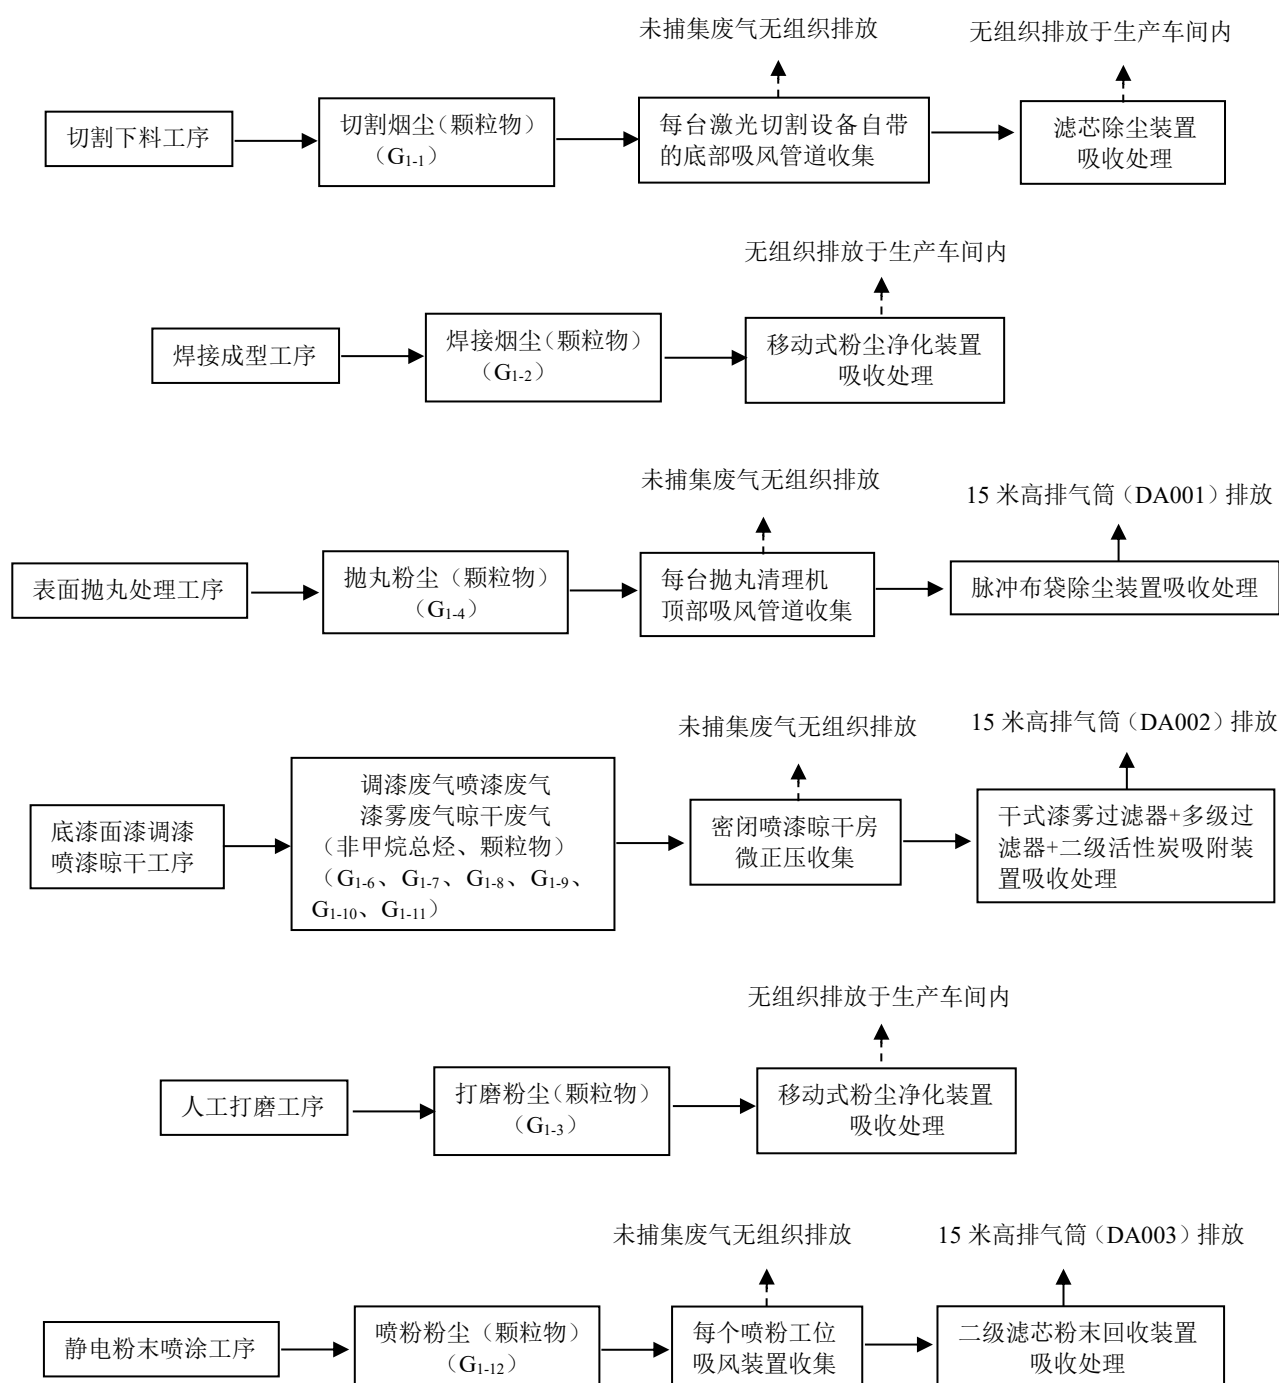 未捕集废气无组织排放
无组织排放于生产车间内
切割下料工序
切割烟尘（颗粒物）
（G1-1）
每台激光切割设备自带
的底部吸风管道收集
滤芯除尘装置
吸收处理
无组织排放于生产车间内
焊接成型工序
焊接烟尘（颗粒物）
（G1-2）
移动式粉尘净化装置
吸收处理
未捕集废气无组织排放
15 米高排气筒（DA001）排放
表面抛丸处理工序
抛丸粉尘（颗粒物）
（G1-4）
每台抛丸清理机
顶部吸风管道收集
脉冲布袋除尘装置吸收处理
未捕集废气无组织排放
15 米高排气筒（DA002）排放
底漆面漆调漆
喷漆晾干工序
调漆废气喷漆废气
漆雾废气晾干废气
（非甲烷总烃、颗粒物）
（G1-6、G1-7、G1-8、G1-9、
G1-10、G1-11）
密闭喷漆晾干房
微正压收集
干式漆雾过滤器+多级过
滤器+二级活性炭吸附装
置吸收处理
无组织排放于生产车间内
人工打磨工序
打磨粉尘（颗粒物）
（G1-3）
移动式粉尘净化装置
吸收处理
未捕集废气无组织排放
15 米高排气筒（DA003）排放
静电粉末喷涂工序
喷粉粉尘（颗粒物）
（G1-12）
每个喷粉工位
吸风装置收集
二级滤芯粉末回收装置
吸收处理